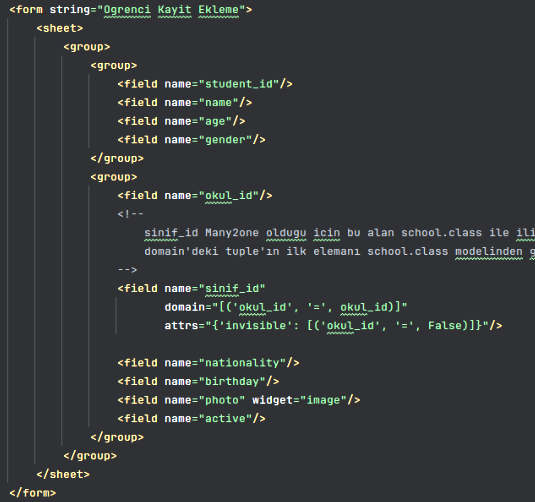 <form string="Ogrenci Kayit Ekleme">
<sheet>
<group>
<group>
<field name="student_id"/>
<field name="name"/>
<field name="age"/>
<field name="gender"/>
</group>
<group>
<field name="okul_id"/>
<!--
sinif_id Many2one oldugu icin bu alan school.class ile
domain'deki tuple'ın ilk elemanı school.class modelinden
-->
<field name="sinif_id"
domain="[('okul_id', '=', okul_id)]"
attrs="{'invisible': [('okul_id', '=', False)]}"/>
<field name="nationality"/>
<field name="birthday"/>
<field name="photo" widget="image"/>
<field name="active"/>
</group>
</group>
</sheet>
</form>